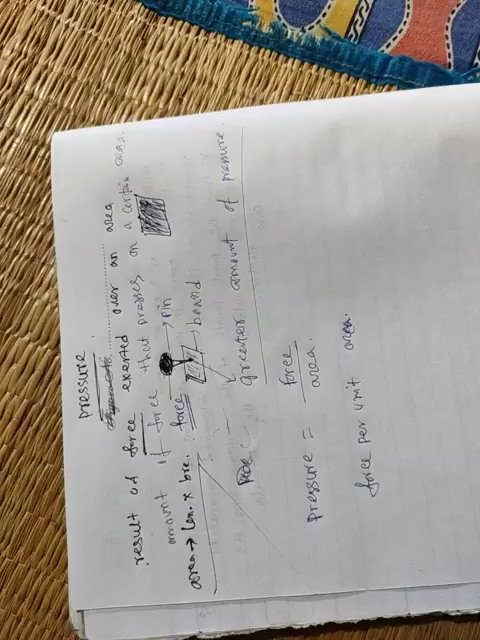 pressure
result of force exerted over an area
amount of force that presses on a certain area.
area → len. x bre. force → pin
→ board
greater amount of pressure.
pressure = force / area.
force per unit area.